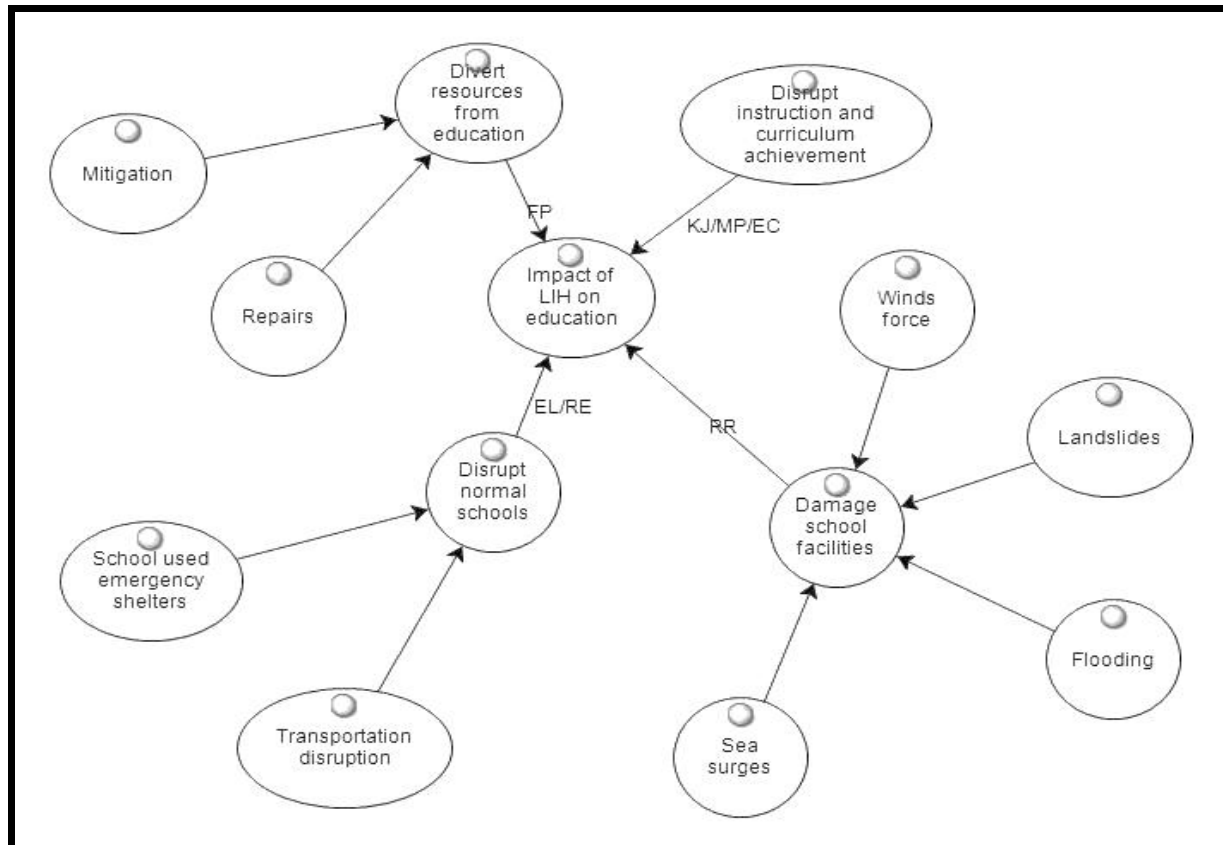 Divert
resources
from
education
Disrupt
instruction and
curriculum
achievement
Mitigation
FP
KJ/MP/EC
Impact of
LIH on
education
Winds
force
Repairs
EL/RE
RR
Landslides
Disrupt
normal
schools
Damage
school
facilities
School used
emergency
shelters
Flooding
Transportation
disruption
Sea
surges